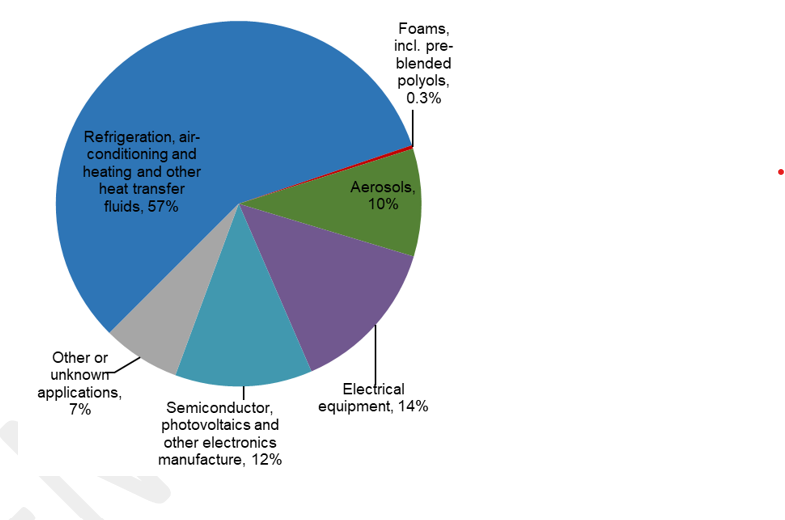 Foams,
incl. pre-
blended
polyols,
0.3%
Refrigeration, air-
conditioning and
heating and other
heat transfer
fluids, 57%
Aerosols,
10%
Other or
unknown
applications,
7%
Electrical
equipment, 14%
Semiconductor,
photovoltaics and
other electronics
manufacture, 12%